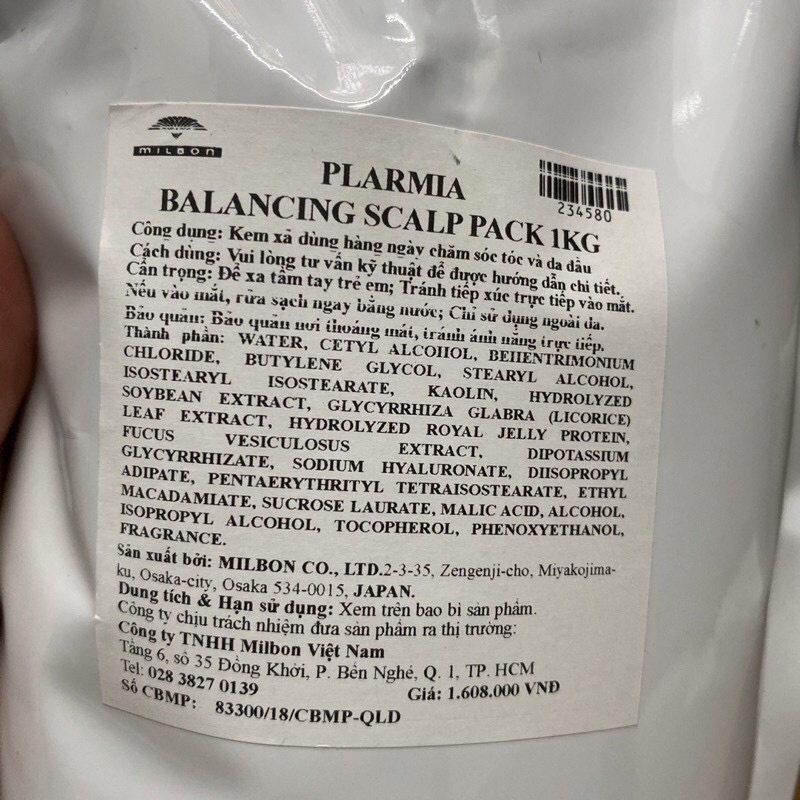 MILBON
234580
PLARMIA
BALANCING SCALP PACK 1KG
Công dụng: Kem xả dùng hàng ngày chăm sóc tóc và da dầu
Cách dùng: Vui lòng tư vấn kỹ thuật để được hướng dẫn chi tiết.
Cẩn trọng: Để xa tầm tay trẻ em; Tránh tiếp xúc trực tiếp vào mắt.
Nếu vào mắt, rửa sạch ngay bằng nước; Chỉ sử dụng ngoài da.
Bảo quản: Bảo quản nơi thoáng mát, tránh ánh nắng trực tiếp.
Thành phần: WATER, CETYL ALCOHOL, BEHENTRIMONIUM
CHLORIDE, BUTYLENE GLYCOL, STEARYL ALCOHOL,
ISOSTEARYL ISOSTEARATE, KAOLIN, HYDROLYZED
SOYBEAN EXTRACT, GLYCYRRHIZA GLABRA (LICORICE)
LEAF EXTRACT, HYDROLYZED ROYAL JELLY PROTEIN,
FUCUS VESICULOSUS EXTRACT, DIPOTASSIUM
GLYCYRRHIZATE, SODIUM HYALURONATE, DIISOPROPYL
ADIPATE, PENTAERYTHRITYL TETRAISOSTEARATE, ETHYL
MACADAMIATE, SUCROSE LAURATE, MALIC ACID, ALCOHOL,
ISOPROPYL ALCOHOL, TOCOPHEROL, PHENOXYETHANOL,
FRAGRANCE.
Sản xuất bởi: MILBON CO., LTD.2-3-35, Zengenji-cho, Miyakojima-
ku, Osaka-city, Osaka 534-0015, JAPAN.
Dung tích & Hạn sử dụng: Xem trên bao bì sản phẩm.
Công ty chịu trách nhiệm đưa sản phẩm ra thị trường:
Công ty TNHH Milbon Việt Nam
Tầng 6, số 35 Đồng Khởi, P. Bến Nghé, Q. 1, TP. HCM
Tel: 028 3827 0139 Giá: 1.608.000 VNĐ
Số CBMP: 83300/18/CBMP-QLD